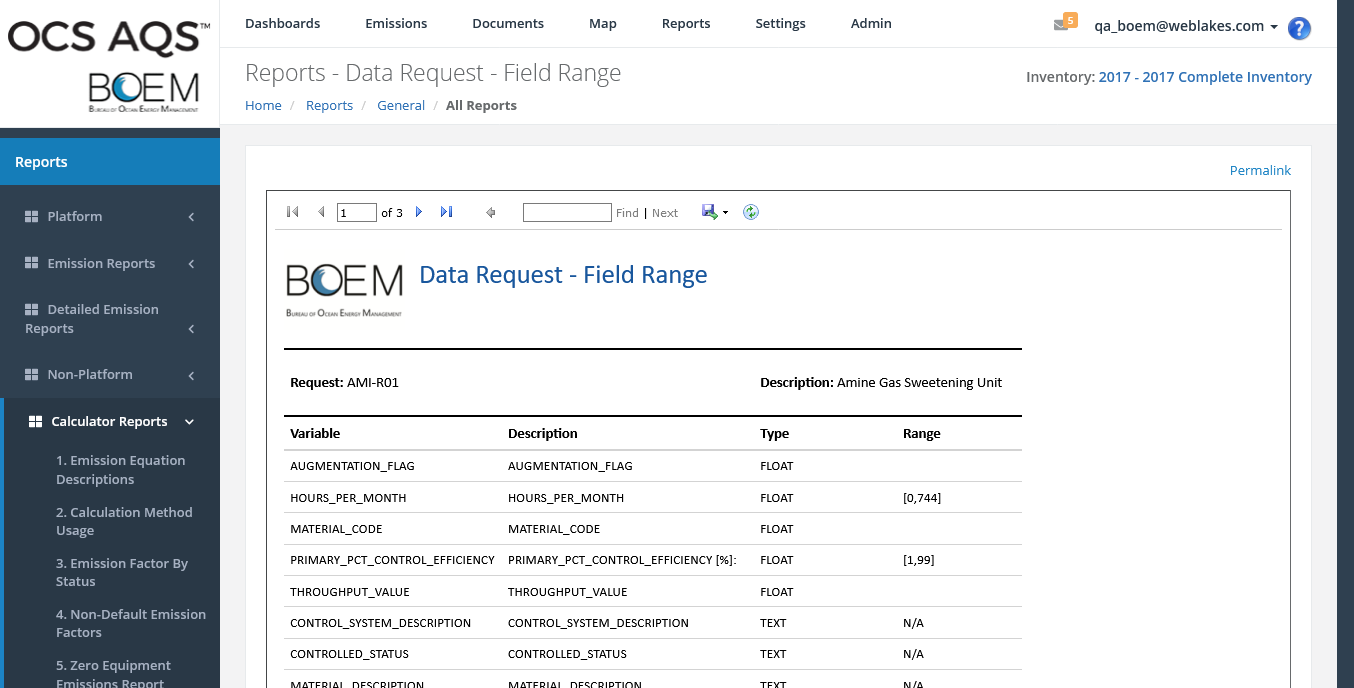 OCS AQS™
BOEM
BUREAU OF OCEAN ENERGY MANAGEMENT
Dashboards Emissions Documents Map Reports Settings Admin 5 qa_boem@weblakes.com ?
Reports - Data Request - Field Range
Inventory: 2017 - 2017 Complete Inventory
Home / Reports / General / All Reports
Reports
Platform
Emission Reports
Detailed Emission
Reports
Non-Platform
Calculator Reports
1. Emission Equation
Descriptions
2. Calculation Method
Usage
3. Emission Factor By
Status
4. Non-Default Emission
Factors
5. Zero Equipment
Emissions Report
Permalink
1 of 3 Find | Next
BOEM
BUREAU OF OCEAN ENERGY MANAGEMENT
Data Request - Field Range
Request: AMI-R01 Description: Amine Gas Sweetening Unit
Variable Description Type Range
AUGMENTATION_FLAG AUGMENTATION_FLAG FLOAT
HOURS_PER_MONTH HOURS_PER_MONTH FLOAT [0,744]
MATERIAL_CODE MATERIAL_CODE FLOAT
PRIMARY_PCT_CONTROL_EFFICIENCY PRIMARY_PCT_CONTROL_EFFICIENCY [%]: FLOAT [1,99]
THROUGHPUT_VALUE THROUGHPUT_VALUE FLOAT
CONTROL_SYSTEM_DESCRIPTION CONTROL_SYSTEM_DESCRIPTION TEXT N/A
CONTROLLED_STATUS CONTROLLED_STATUS TEXT N/A
MATERIAL_DESCRIPTION MATERIAL_DESCRIPTION TEXT N/A